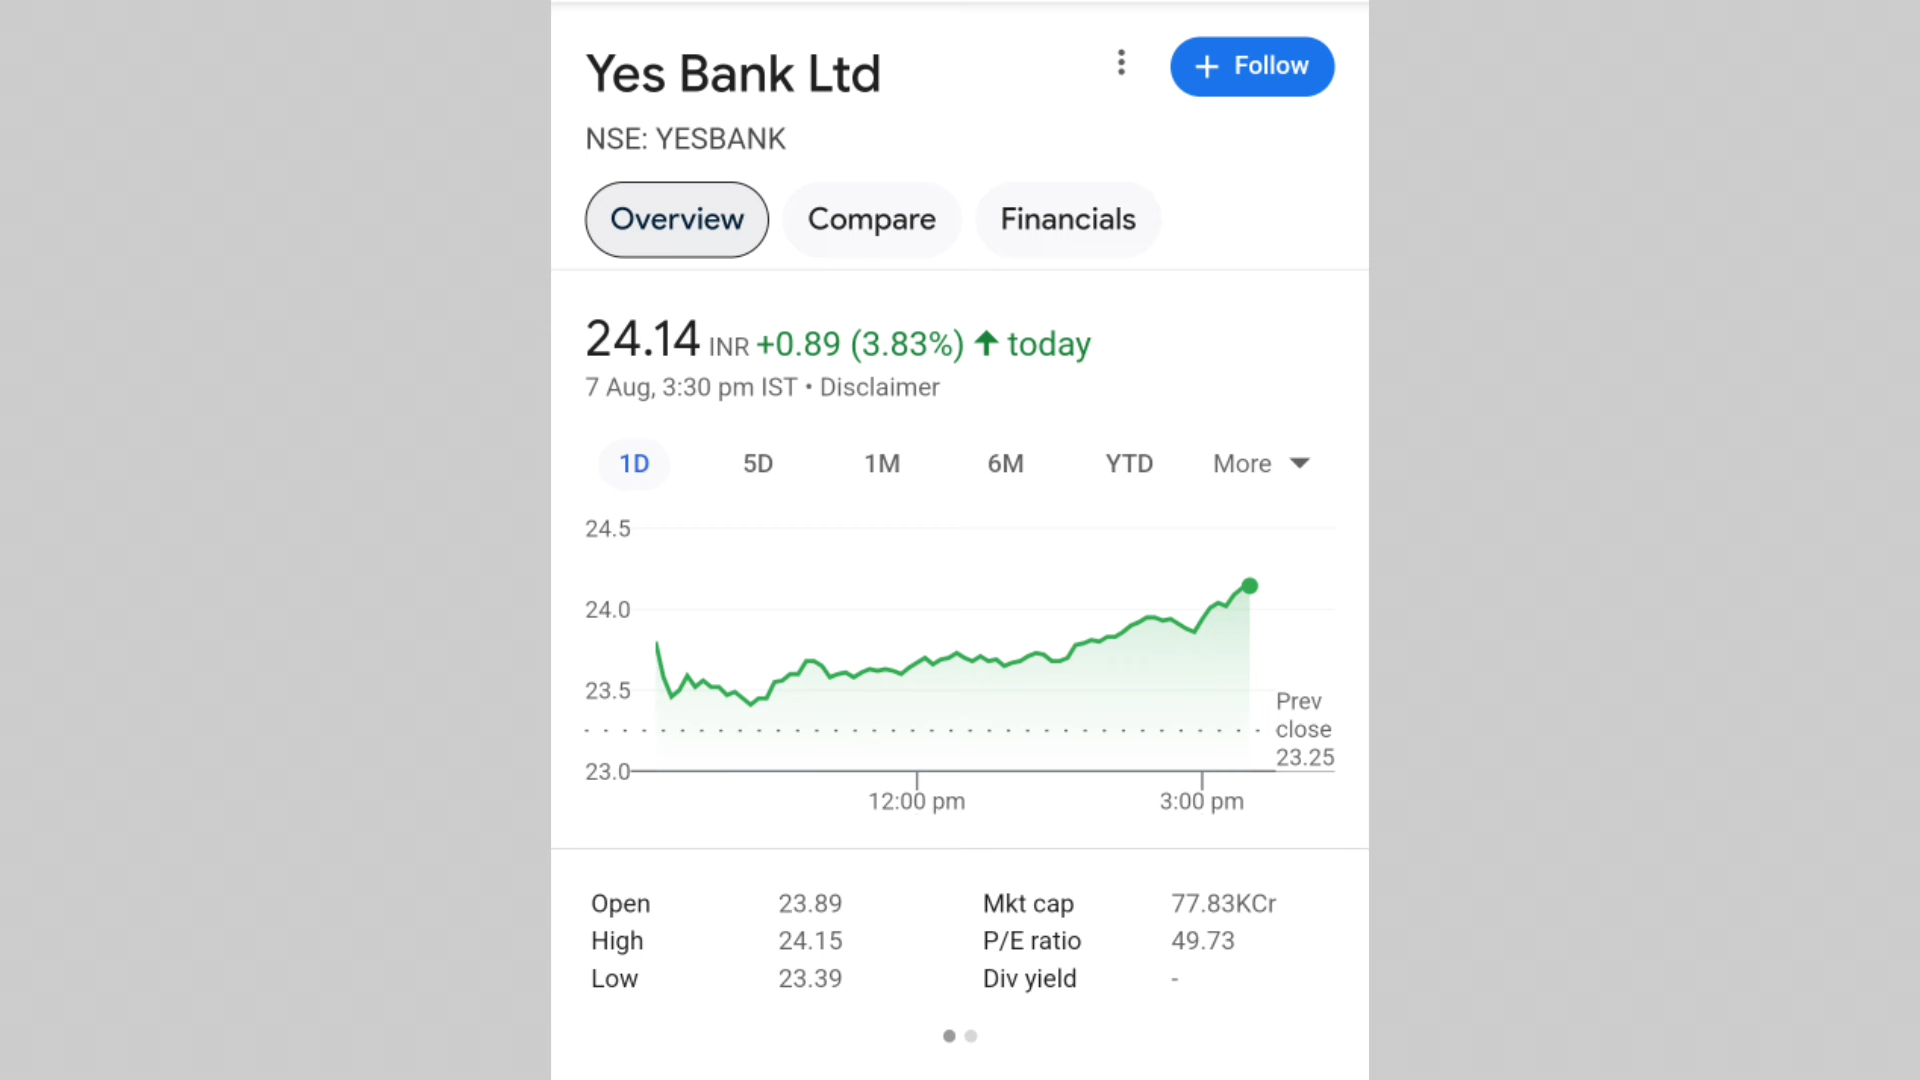 Yes Bank Ltd
+ Follow
NSE: YESBANK
Overview Compare Financials
24.14 INR +0.89 (3.83%) ↑ today
7 Aug, 3:30 pm IST • Disclaimer
1D 5D 1M 6M YTD More
24.5
24.0
23.5
23.0
Prev
close
23.25
12:00 pm 3:00 pm
Open 23.89 Mkt cap 77.83KCr
High 24.15 P/E ratio 49.73
Low 23.39 Div yield -